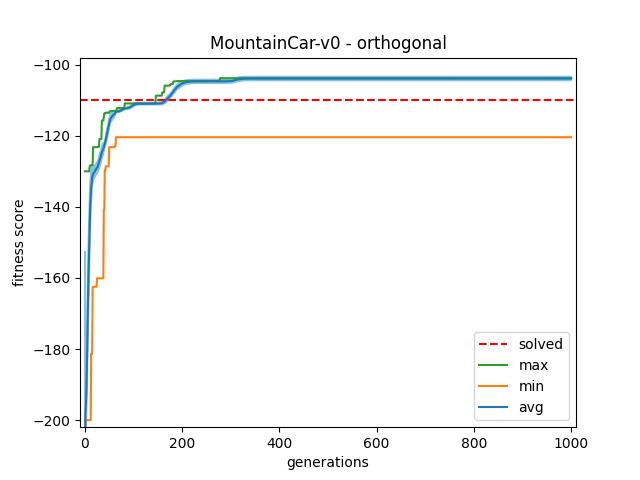 MountainCar-v0 - orthogonal
−100
−120
−140
−160
−180
−200
fitness score
0
200
400
600
800
1000
generations
solved
max
min
avg